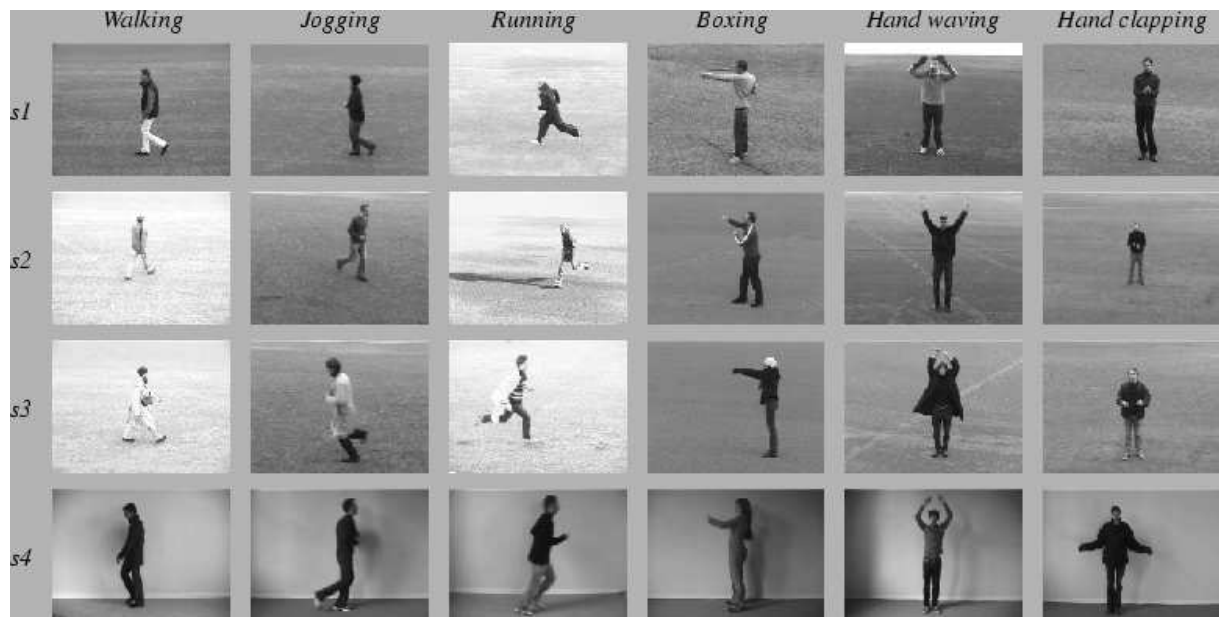 Walking Jogging Running Boxing Hand waving Hand clapping
s1
s2
s3
s4